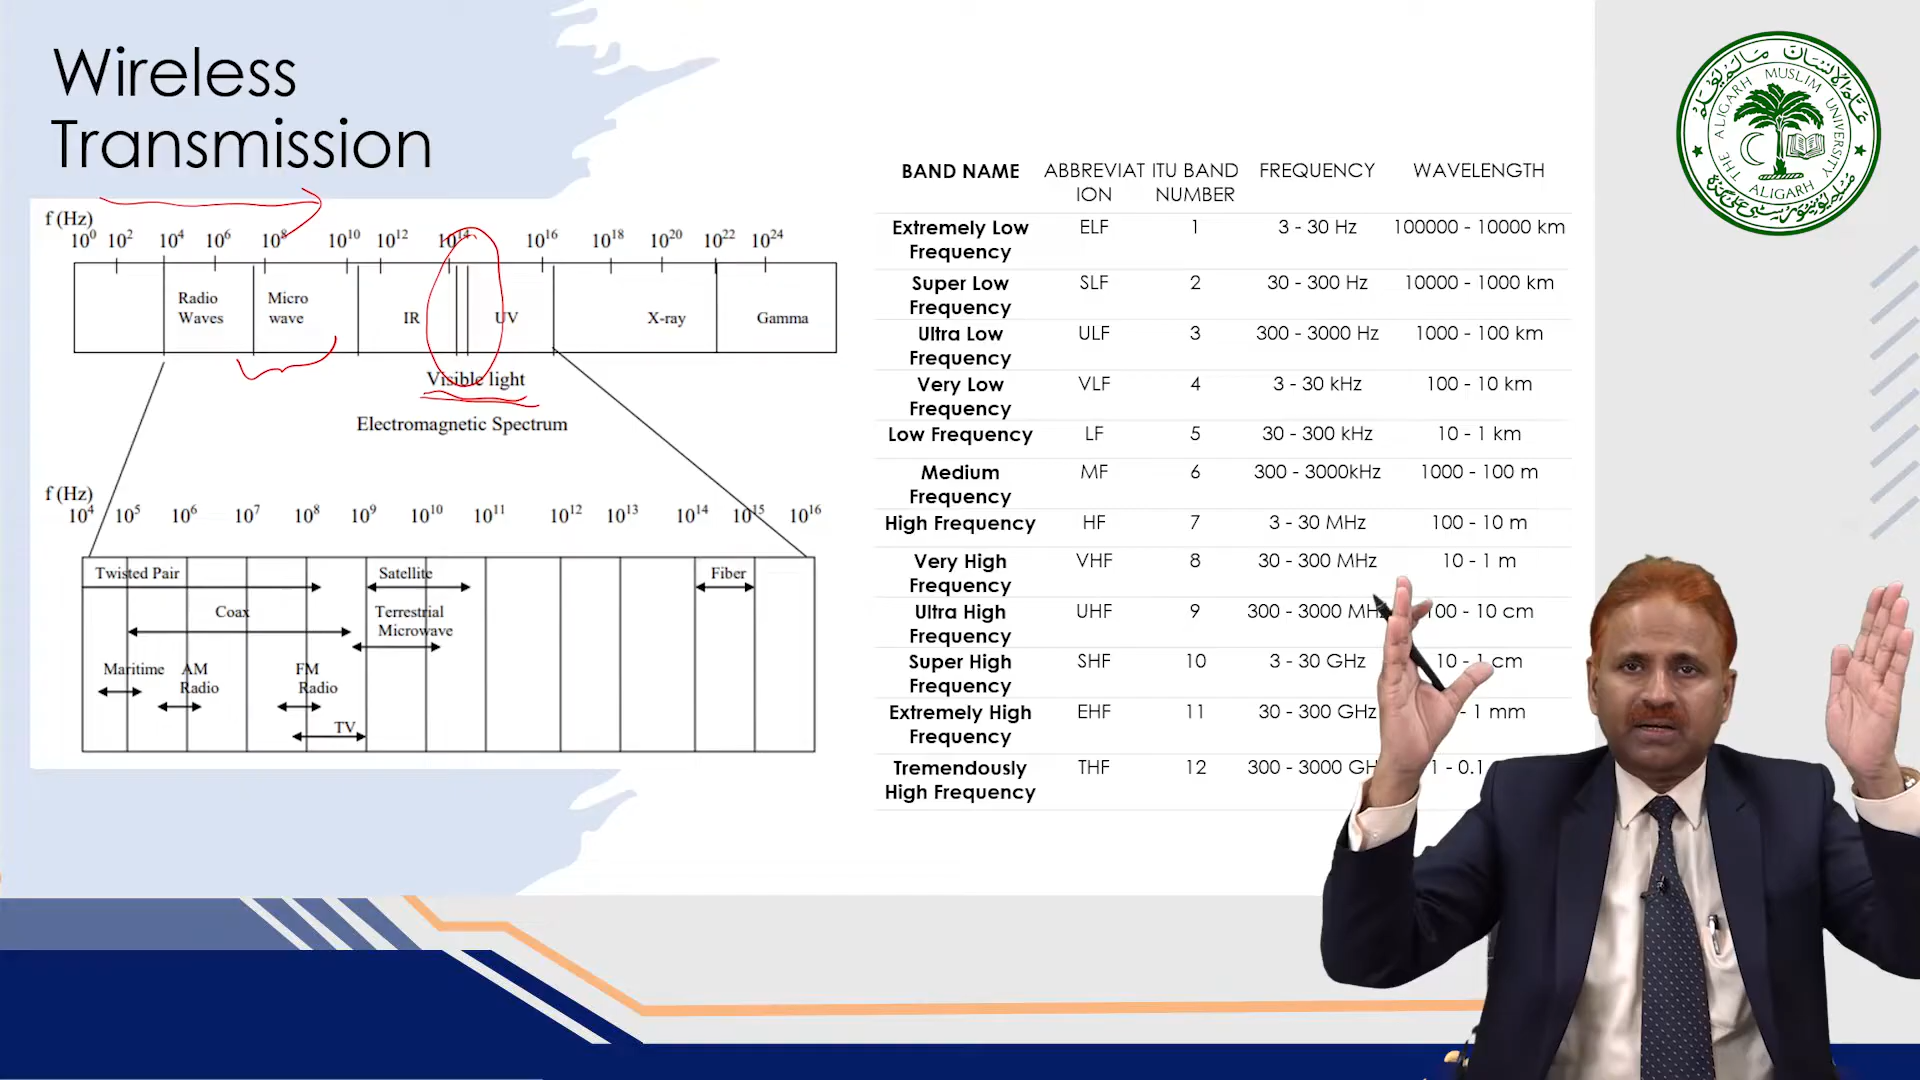 Wireless
Transmission
f (Hz)
10⁰ 10² 10⁴ 10⁶ 10⁸ 10¹⁰ 10¹² 10¹⁴ 10¹⁶ 10¹⁸ 10²⁰ 10²² 10²⁴
Radio
Waves
Micro
wave
IR
UV
X-ray
Gamma
Visible light
Electromagnetic Spectrum
f (Hz)
10⁴ 10⁵ 10⁶ 10⁷ 10⁸ 10⁹ 10¹⁰ 10¹¹ 10¹² 10¹³ 10¹⁴ 10¹⁵ 10¹⁶
Twisted Pair
Satellite
Fiber
Coax
Terrestrial
Microwave
Maritime
AM
Radio
FM
Radio
TV
BAND NAME ABBREVIAT ITU BAND FREQUENCY WAVELENGTH
ION NUMBER
Extremely Low ELF 1 3 - 30 Hz 100000 - 10000 km
Frequency
Super Low SLF 2 30 - 300 Hz 10000 - 1000 km
Frequency
Ultra Low ULF 3 300 - 3000 Hz 1000 - 100 km
Frequency
Very Low VLF 4 3 - 30 kHz 100 - 10 km
Frequency
Low Frequency LF 5 30 - 300 kHz 10 - 1 km
Medium MF 6 300 - 3000kHz 1000 - 100 m
Frequency
High Frequency HF 7 3 - 30 MHz 100 - 10 m
Very High VHF 8 30 - 300 MHz 10 - 1 m
Frequency
Ultra High UHF 9 300 - 3000 - 10 cm
Frequency
Super High SHF 10 3 - 30 GHz 10 - 1 cm
Frequency
Extremely High EHF 11 30 - 300 GHz - 1 mm
Frequency
Tremendously THF 12 300 - 3000 1 - 0.1
High Frequency
THE ALIGARH MUSLIM UNIVERSITY
ALIGARH